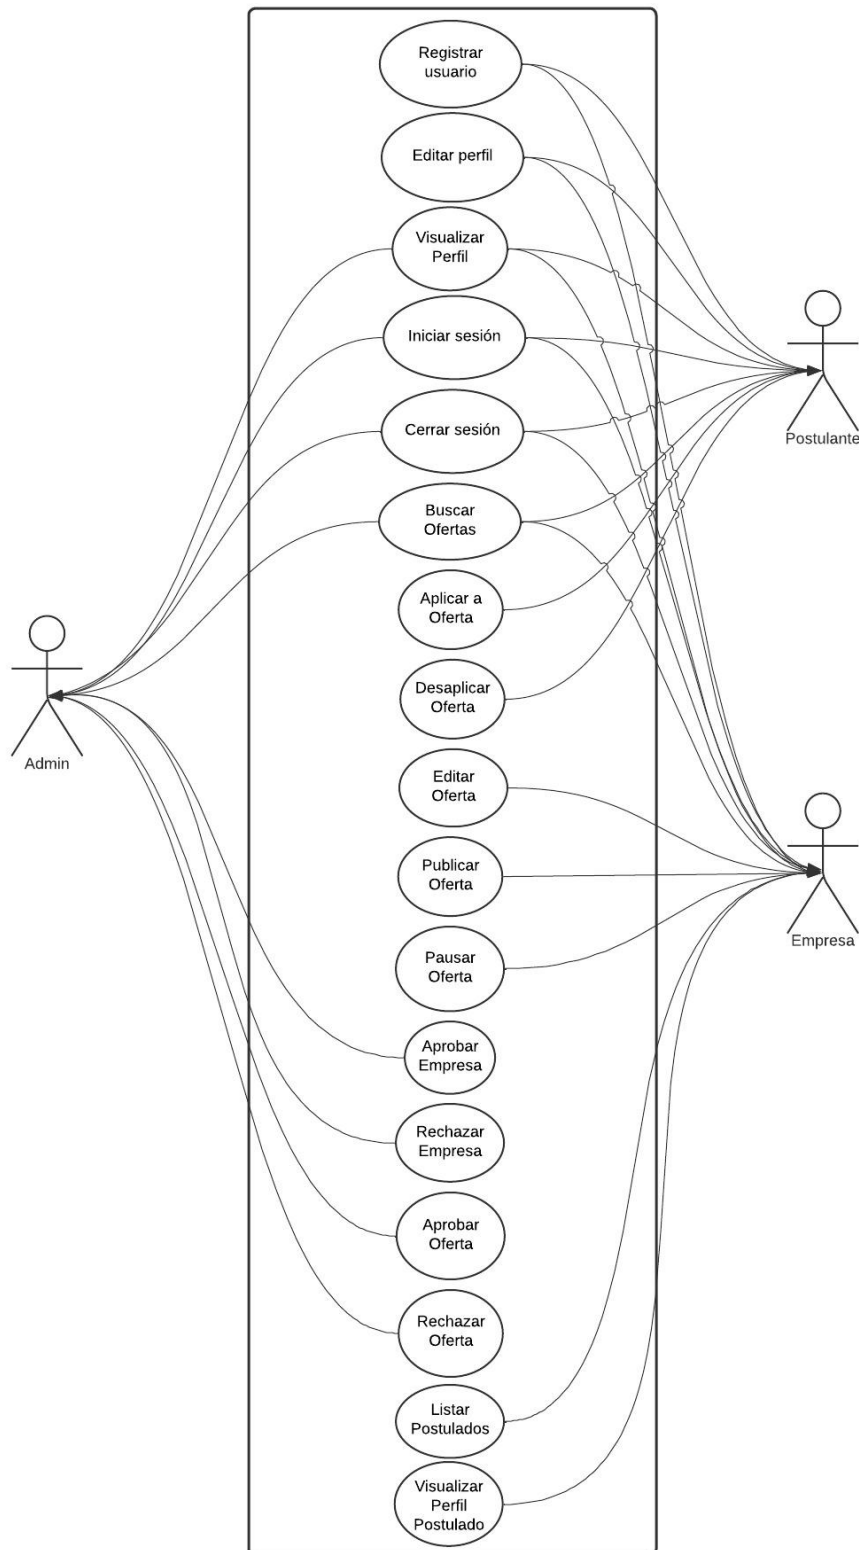 Registrar
usuario
Editar perfil
Visualizar
Perfil
Iniciar sesión
Cerrar sesión
Buscar
Ofertas
Aplicar a
Oferta
Desaplicar
Oferta
Editar
Oferta
Publicar
Oferta
Pausar
Oferta
Aprobar
Empresa
Rechazar
Empresa
Aprobar
Oferta
Rechazar
Oferta
Listar
Postulados
Visualizar
Perfil
Postulado
Admin
Postulante
Empresa